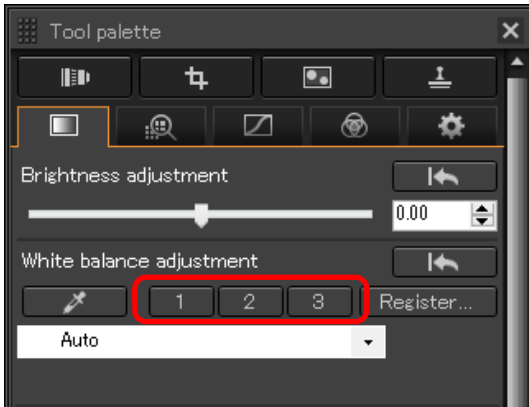 Tool palette
Brightness adjustment
0.00
White balance adjustment
1 2 3 Register...
Auto